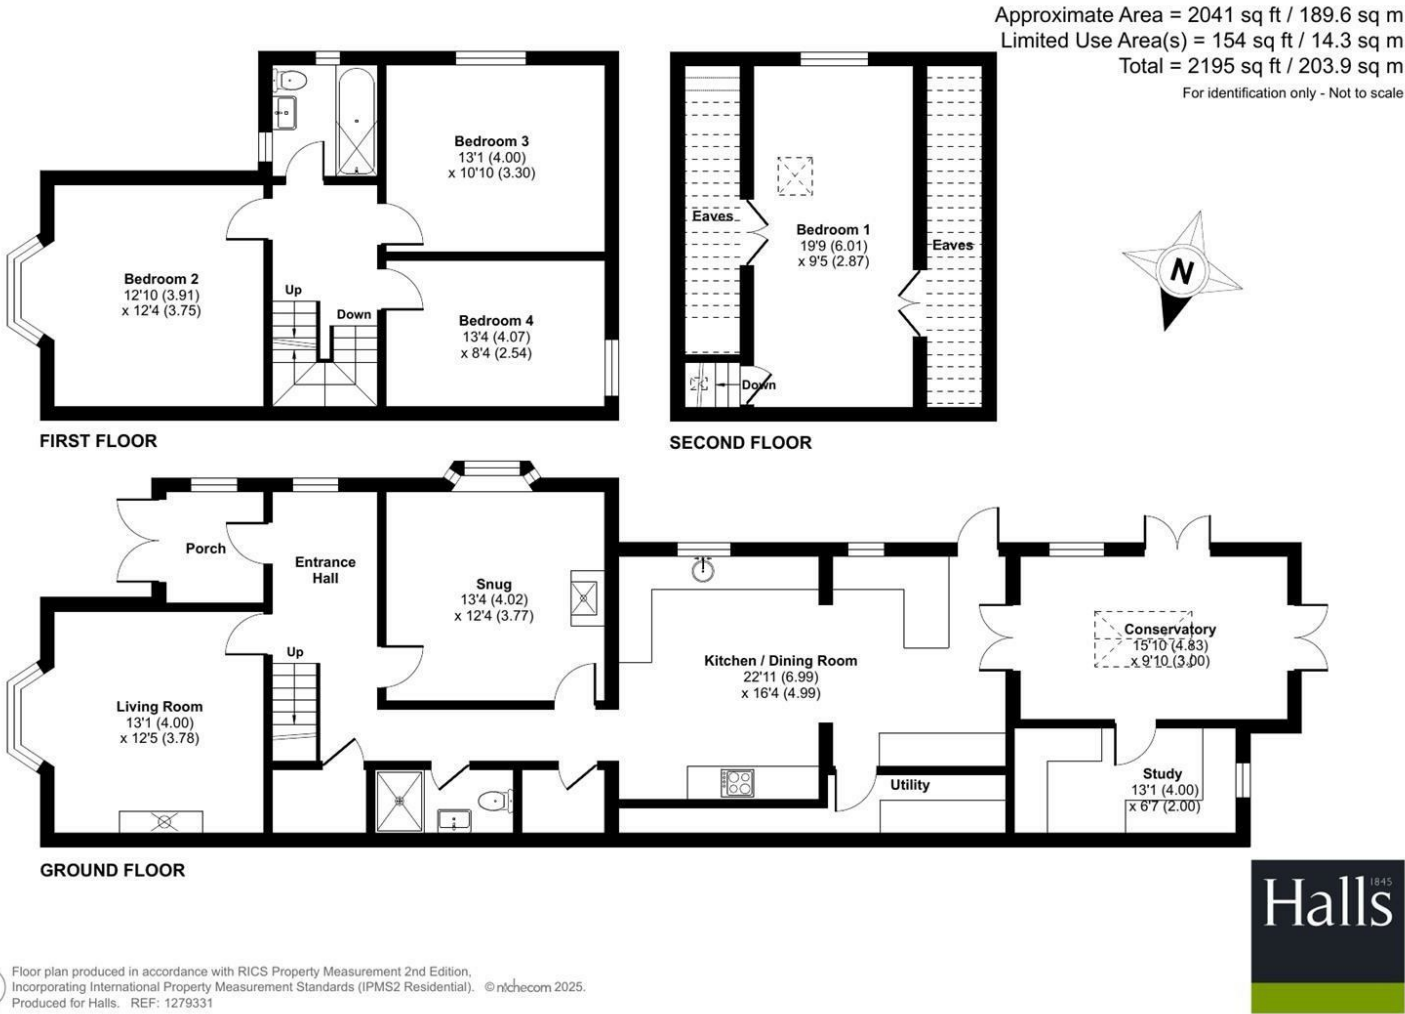 Approximate Area = 2041 sq ft / 189.6 sq m
Limited Use Area(s) = 154 sq ft / 14.3 sq m
Total = 2195 sq ft / 203.9 sq m
For identification only - Not to scale
Bedroom 3
13'1 (4.00)
x 10'10 (3.30)
Bedroom 2
12'10 (3.91)
x 12'4 (3.75)
Up
Down
Bedroom 4
13'4 (4.07)
x 8'4 (2.54)
FIRST FLOOR
Eaves
Bedroom 1
19'9 (6.01)
x 9'5 (2.87)
Eaves
Down
SECOND FLOOR
N
Porch
Entrance
Hall
Snug
13'4 (4.02)
x 12'4 (3.77)
Up
Living Room
13'1 (4.00)
x 12'5 (3.78)
Kitchen / Dining Room
22'11 (6.99)
x 16'4 (4.99)
Conservatory
15'10 (4.83)
x 9'10 (3.00)
Utility
Study
13'1 (4.00)
x 6'7 (2.00)
GROUND FLOOR
Halls
1845
Floor plan produced in accordance with RICS Property Measurement 2nd Edition,
Incorporating International Property Measurement Standards (IPMS2 Residential). © nıchecom 2025.
Produced for Halls. REF: 1279331